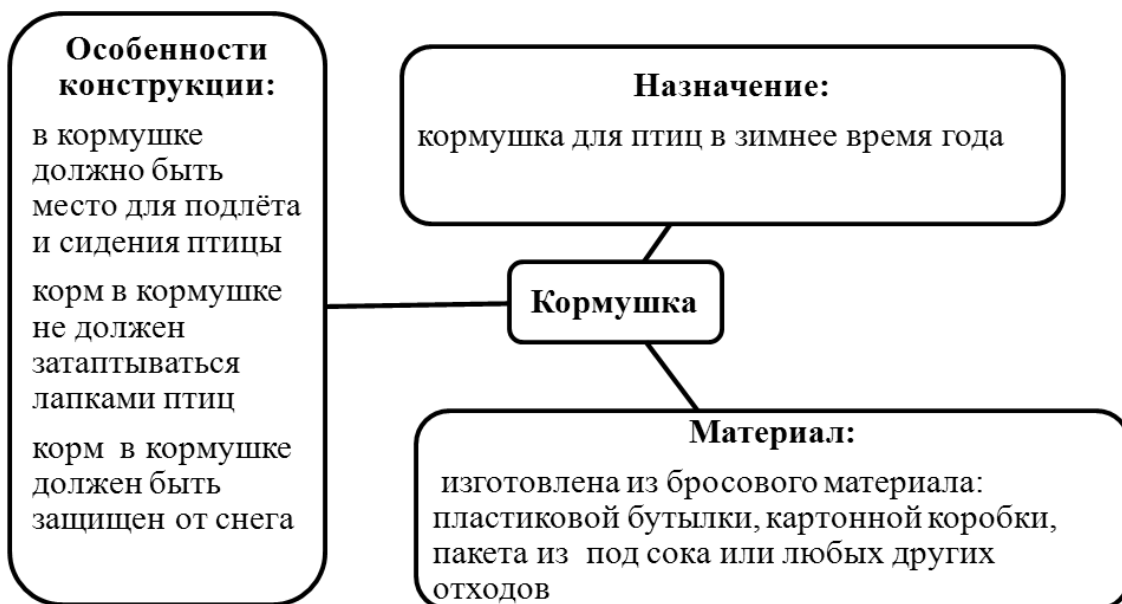 Особенности
конструкции:
в кормушке
должно быть
место для подлёта
и сидения птицы
корм в кормушке
не должен
затаптываться
лапками птиц
корм в кормушке
должен быть
защищен от снега
Назначение:
кормушка для птиц в зимнее время года
Кормушка
Материал:
изготовлена из бросового материала:
пластиковой бутылки, картонной коробки,
пакета из под сока или любых других
отходов